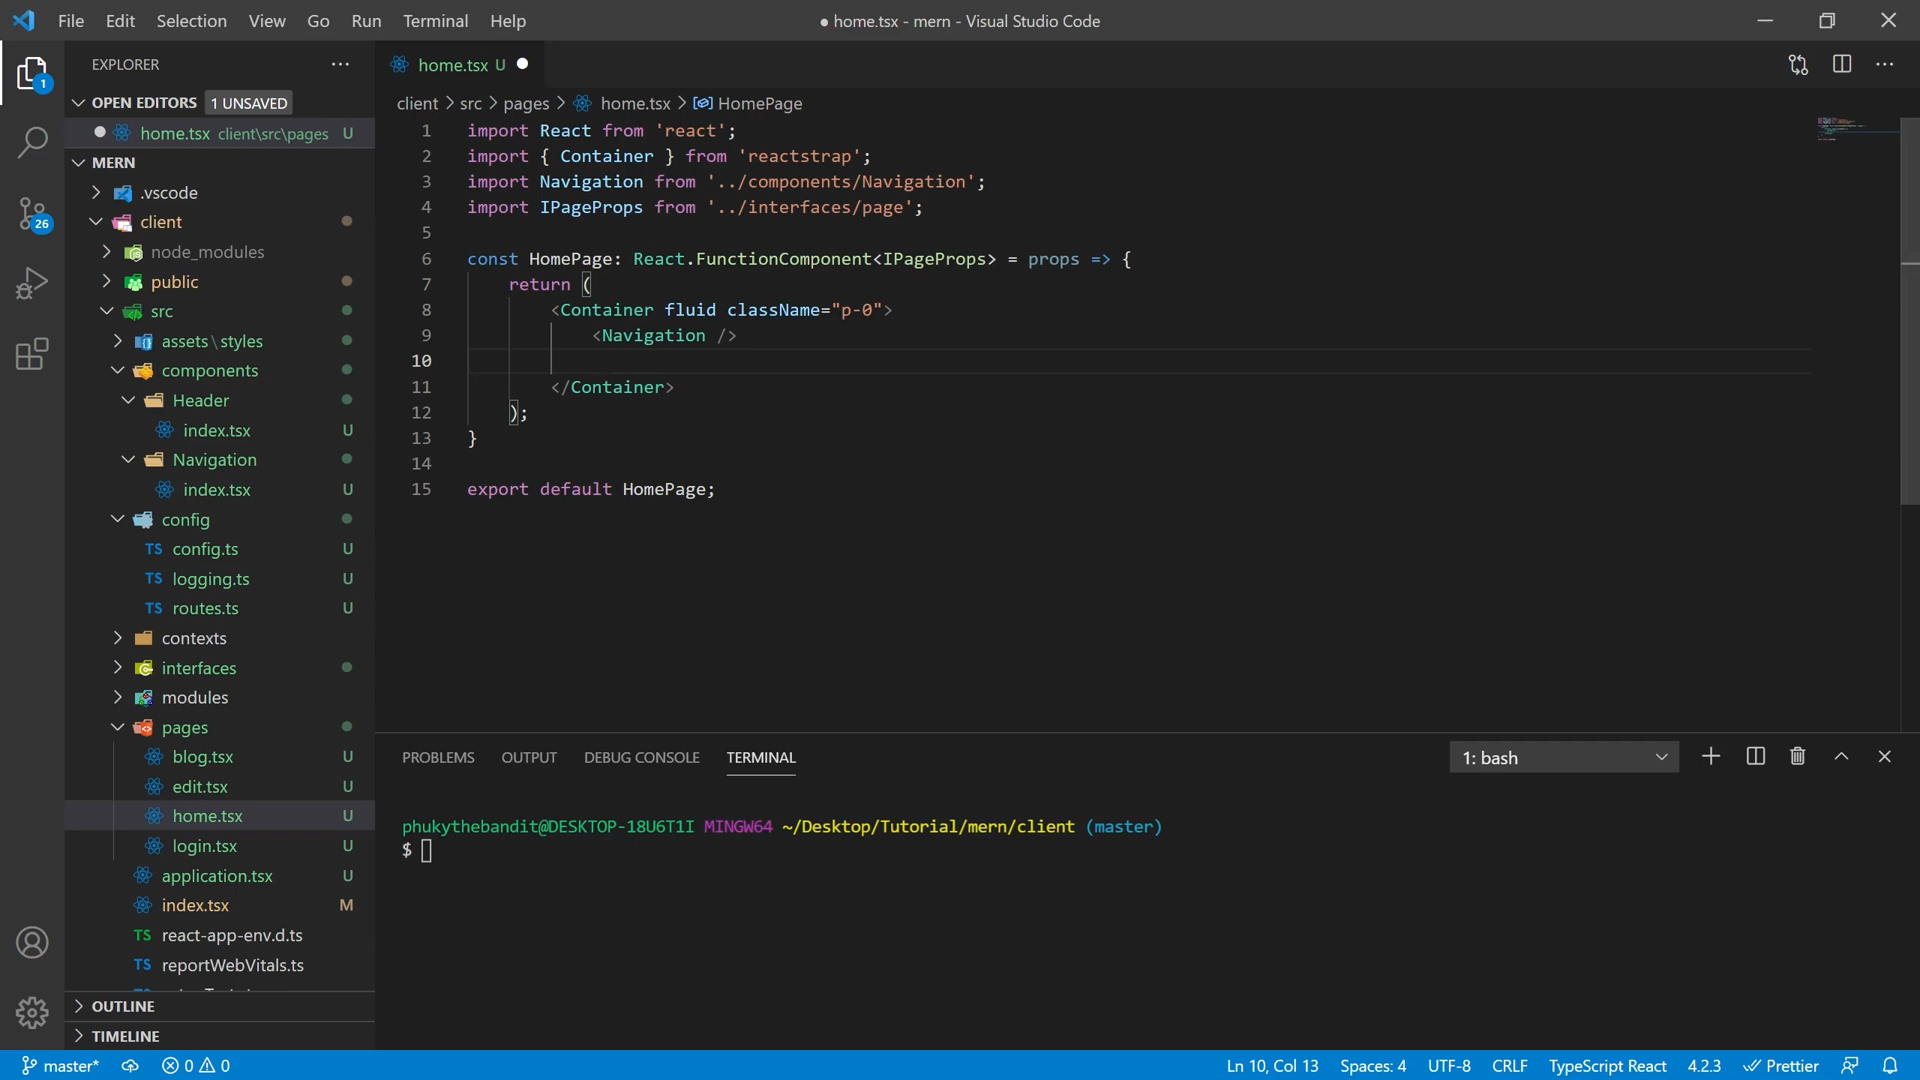 File Edit Selection View Go Run Terminal Help
● home.tsx - mern - Visual Studio Code
EXPLORER
OPEN EDITORS 1 UNSAVED
home.tsx client\src\pages U
MERN
.vscode
client
node_modules
public
src
assets\styles
components
Header
index.tsx U
Navigation
index.tsx U
config
TS config.ts U
TS logging.ts U
TS routes.ts U
contexts
interfaces
modules
pages
blog.tsx U
edit.tsx U
home.tsx U
login.tsx U
application.tsx U
index.tsx M
TS react-app-env.d.ts
TS reportWebVitals.ts
OUTLINE
TIMELINE
1
26
home.tsx U
client > src > pages > home.tsx > HomePage
1 import React from 'react';
2 import { Container } from 'reactstrap';
3 import Navigation from '../components/Navigation';
4 import IPageProps from '../interfaces/page';
5
6 const HomePage: React.FunctionComponent<IPageProps> = props => {
7 return (
8 <Container fluid className="p-0">
9 <Navigation />
10
11 </Container>
12 );
13 }
14
15 export default HomePage;
PROBLEMS OUTPUT DEBUG CONSOLE TERMINAL
1: bash
phukythebandit@DESKTOP-18U6T1I MINGW64 ~/Desktop/Tutorial/mern/client (master)
$
master* 0 0
Ln 10, Col 13 Spaces: 4 UTF-8 CRLF TypeScript React 4.2.3 Prettier